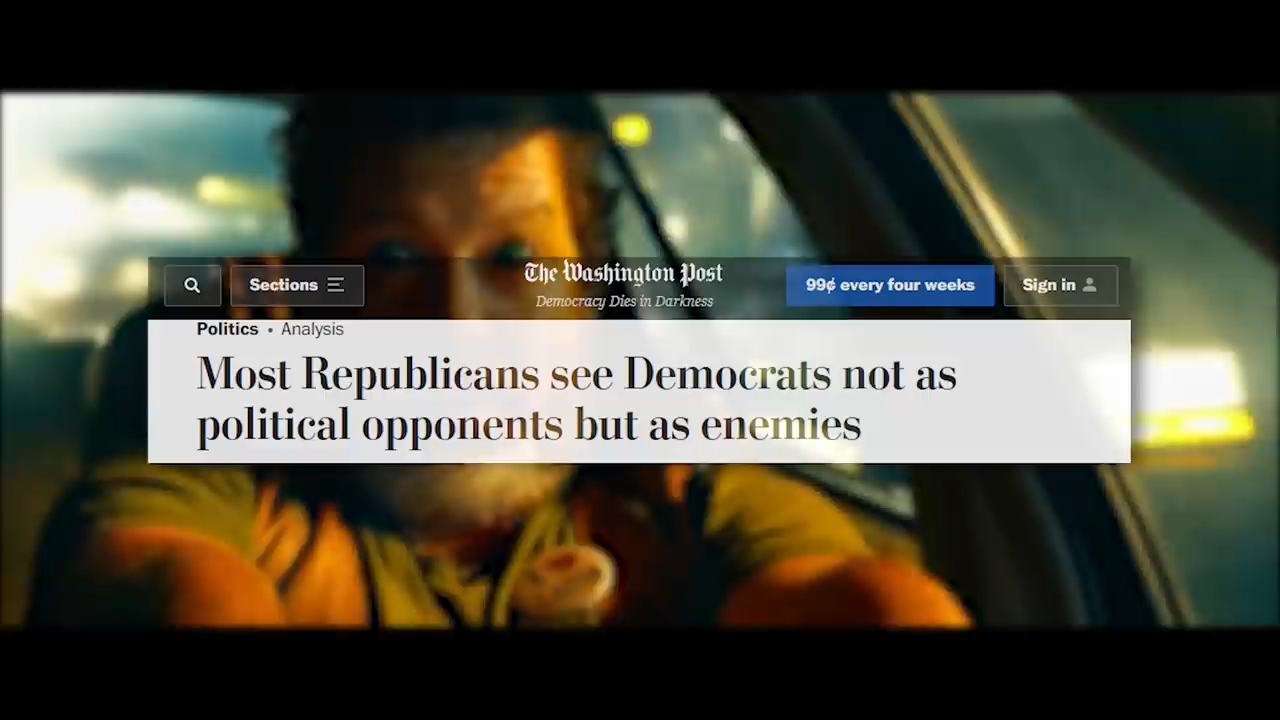 Sections
The Washington Post
Democracy Dies in Darkness
99¢ every four weeks
Sign in
Politics • Analysis
Most Republicans see Democrats not as
political opponents but as enemies